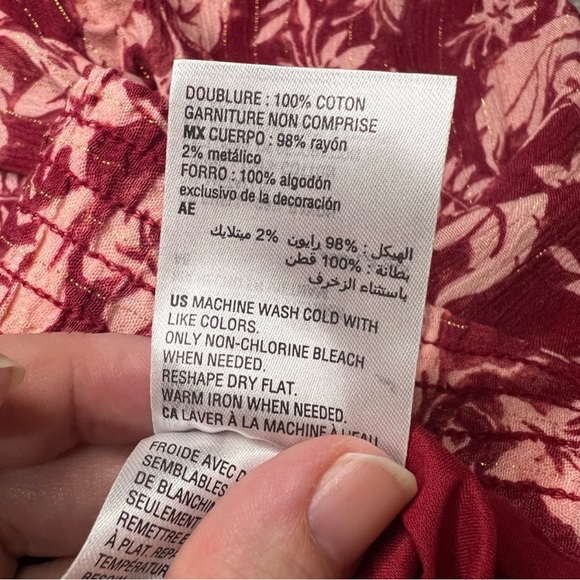 DOUBLURE : 100% COTON
GARNITURE NON COMPRISE
MX CUERPO : 98% rayón
2% metálico
FORRO : 100% algodón
exclusivo de la decoración
AE
الهيكل : 98% رايون 2% ميتلايك
بطانة : 100% قطن
باستثناء الزخرف
US MACHINE WASH COLD WITH
LIKE COLORS.
ONLY NON-CHLORINE BLEACH
WHEN NEEDED.
RESHAPE DRY FLAT.
WARM IRON WHEN NEEDED.
CA LAVER À LA MACHINE À L'EAU
FROIDE AVEC
SEMBLABLES
DE BLANCHI
SEULEMENT
REMETTRE E
À PLAT. REP
TEMPÉRATUR